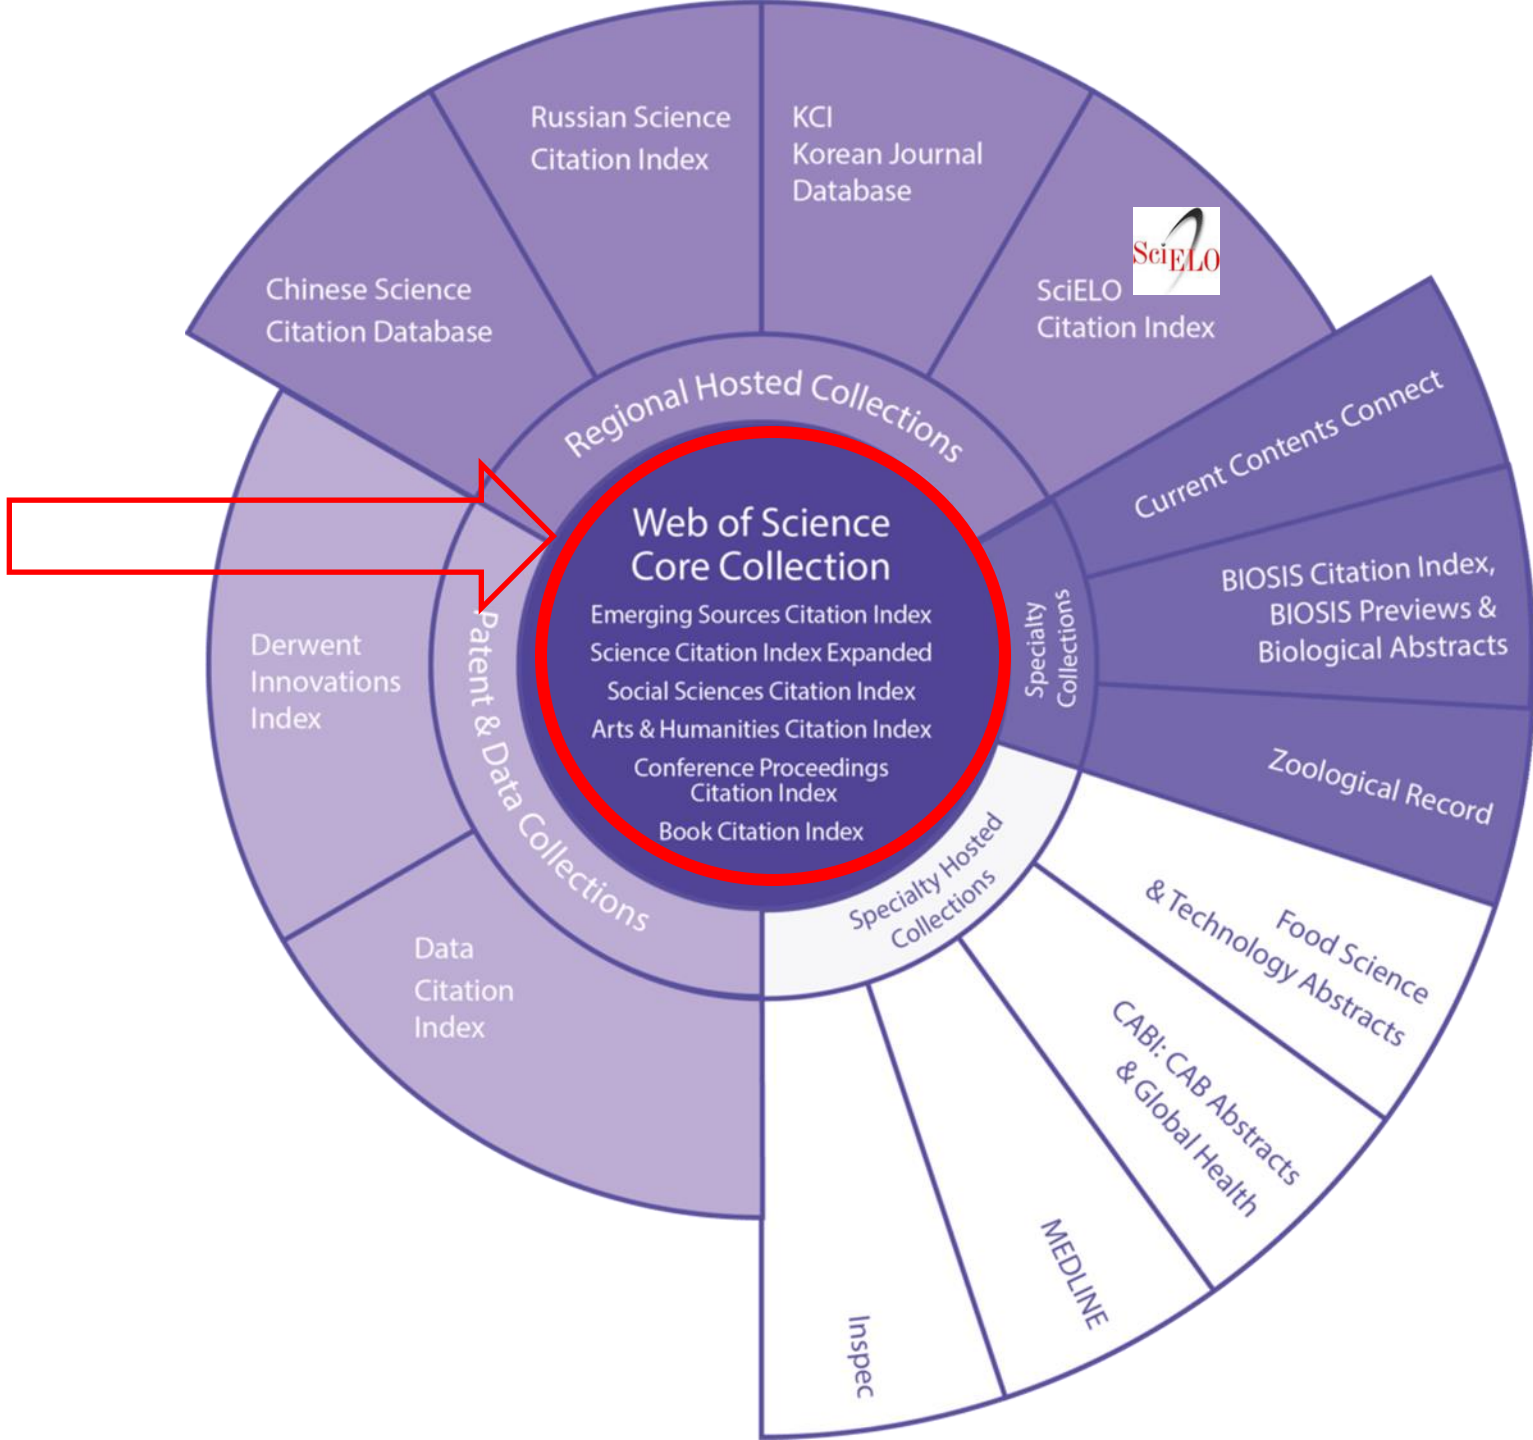 Russian Science
Citation Index
KCI
Korean Journal
Database
SciELO
SciELO
Citation Index
Chinese Science
Citation Database
Regional Hosted Collections
Current Contents Connect
BIOSIS Citation Index,
BIOSIS Previews &
Biological Abstracts
Zoological Record
Specialty
Collections
Web of Science
Core Collection
Emerging Sources Citation Index
Science Citation Index Expanded
Social Sciences Citation Index
Arts & Humanities Citation Index
Conference Proceedings
Citation Index
Book Citation Index
Patent & Data Collections
Derwent
Innovations
Index
Data
Citation
Index
Specialty Hosted
Collections
Food Science
& Technology Abstracts
CABI: CAB Abstracts
& Global Health
MEDLINE
Inspec